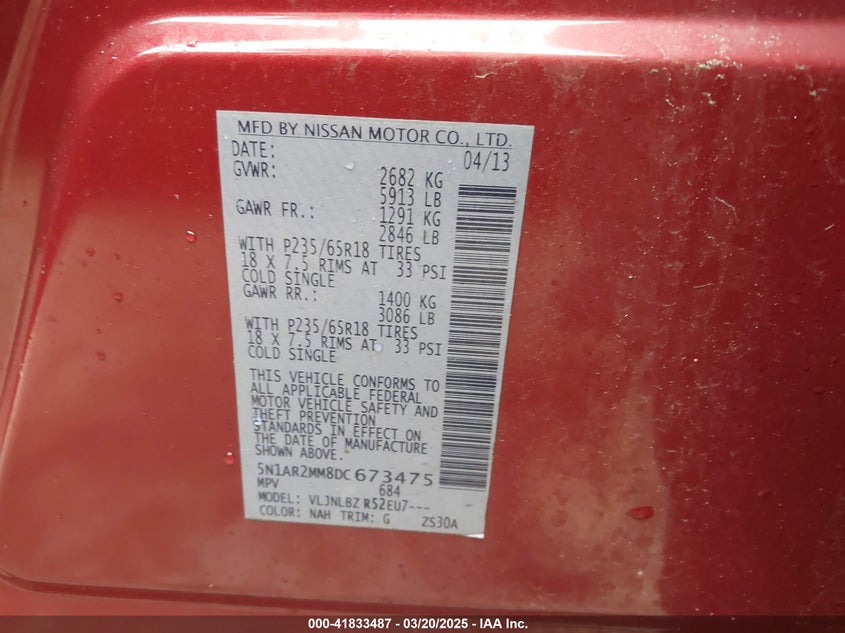 MFD BY NISSAN MOTOR CO., LTD.
DATE: 04/13
GVWR: 2682 KG
5913 LB
GAWR FR.: 1291 KG
2846 LB
WITH P235/65R18 TIRES
18 X 7.5 RIMS AT 33 PSI
COLD SINGLE
GAWR RR.: 1400 KG
3086 LB
WITH P235/65R18 TIRES
18 X 7.5 RIMS AT 33 PSI
COLD SINGLE
THIS VEHICLE CONFORMS TO
ALL APPLICABLE FEDERAL
MOTOR VEHICLE SAFETY AND
THEFT PREVENTION
STANDARDS IN EFFECT ON
THE DATE OF MANUFACTURE
SHOWN ABOVE.
5N1AR2MM8DC673475
MPV 684
MODEL: VLJNLBZ R52EU7---
COLOR: NAH TRIM: G ZS30A
000-41833487 - 03/20/2025 - IAA Inc.